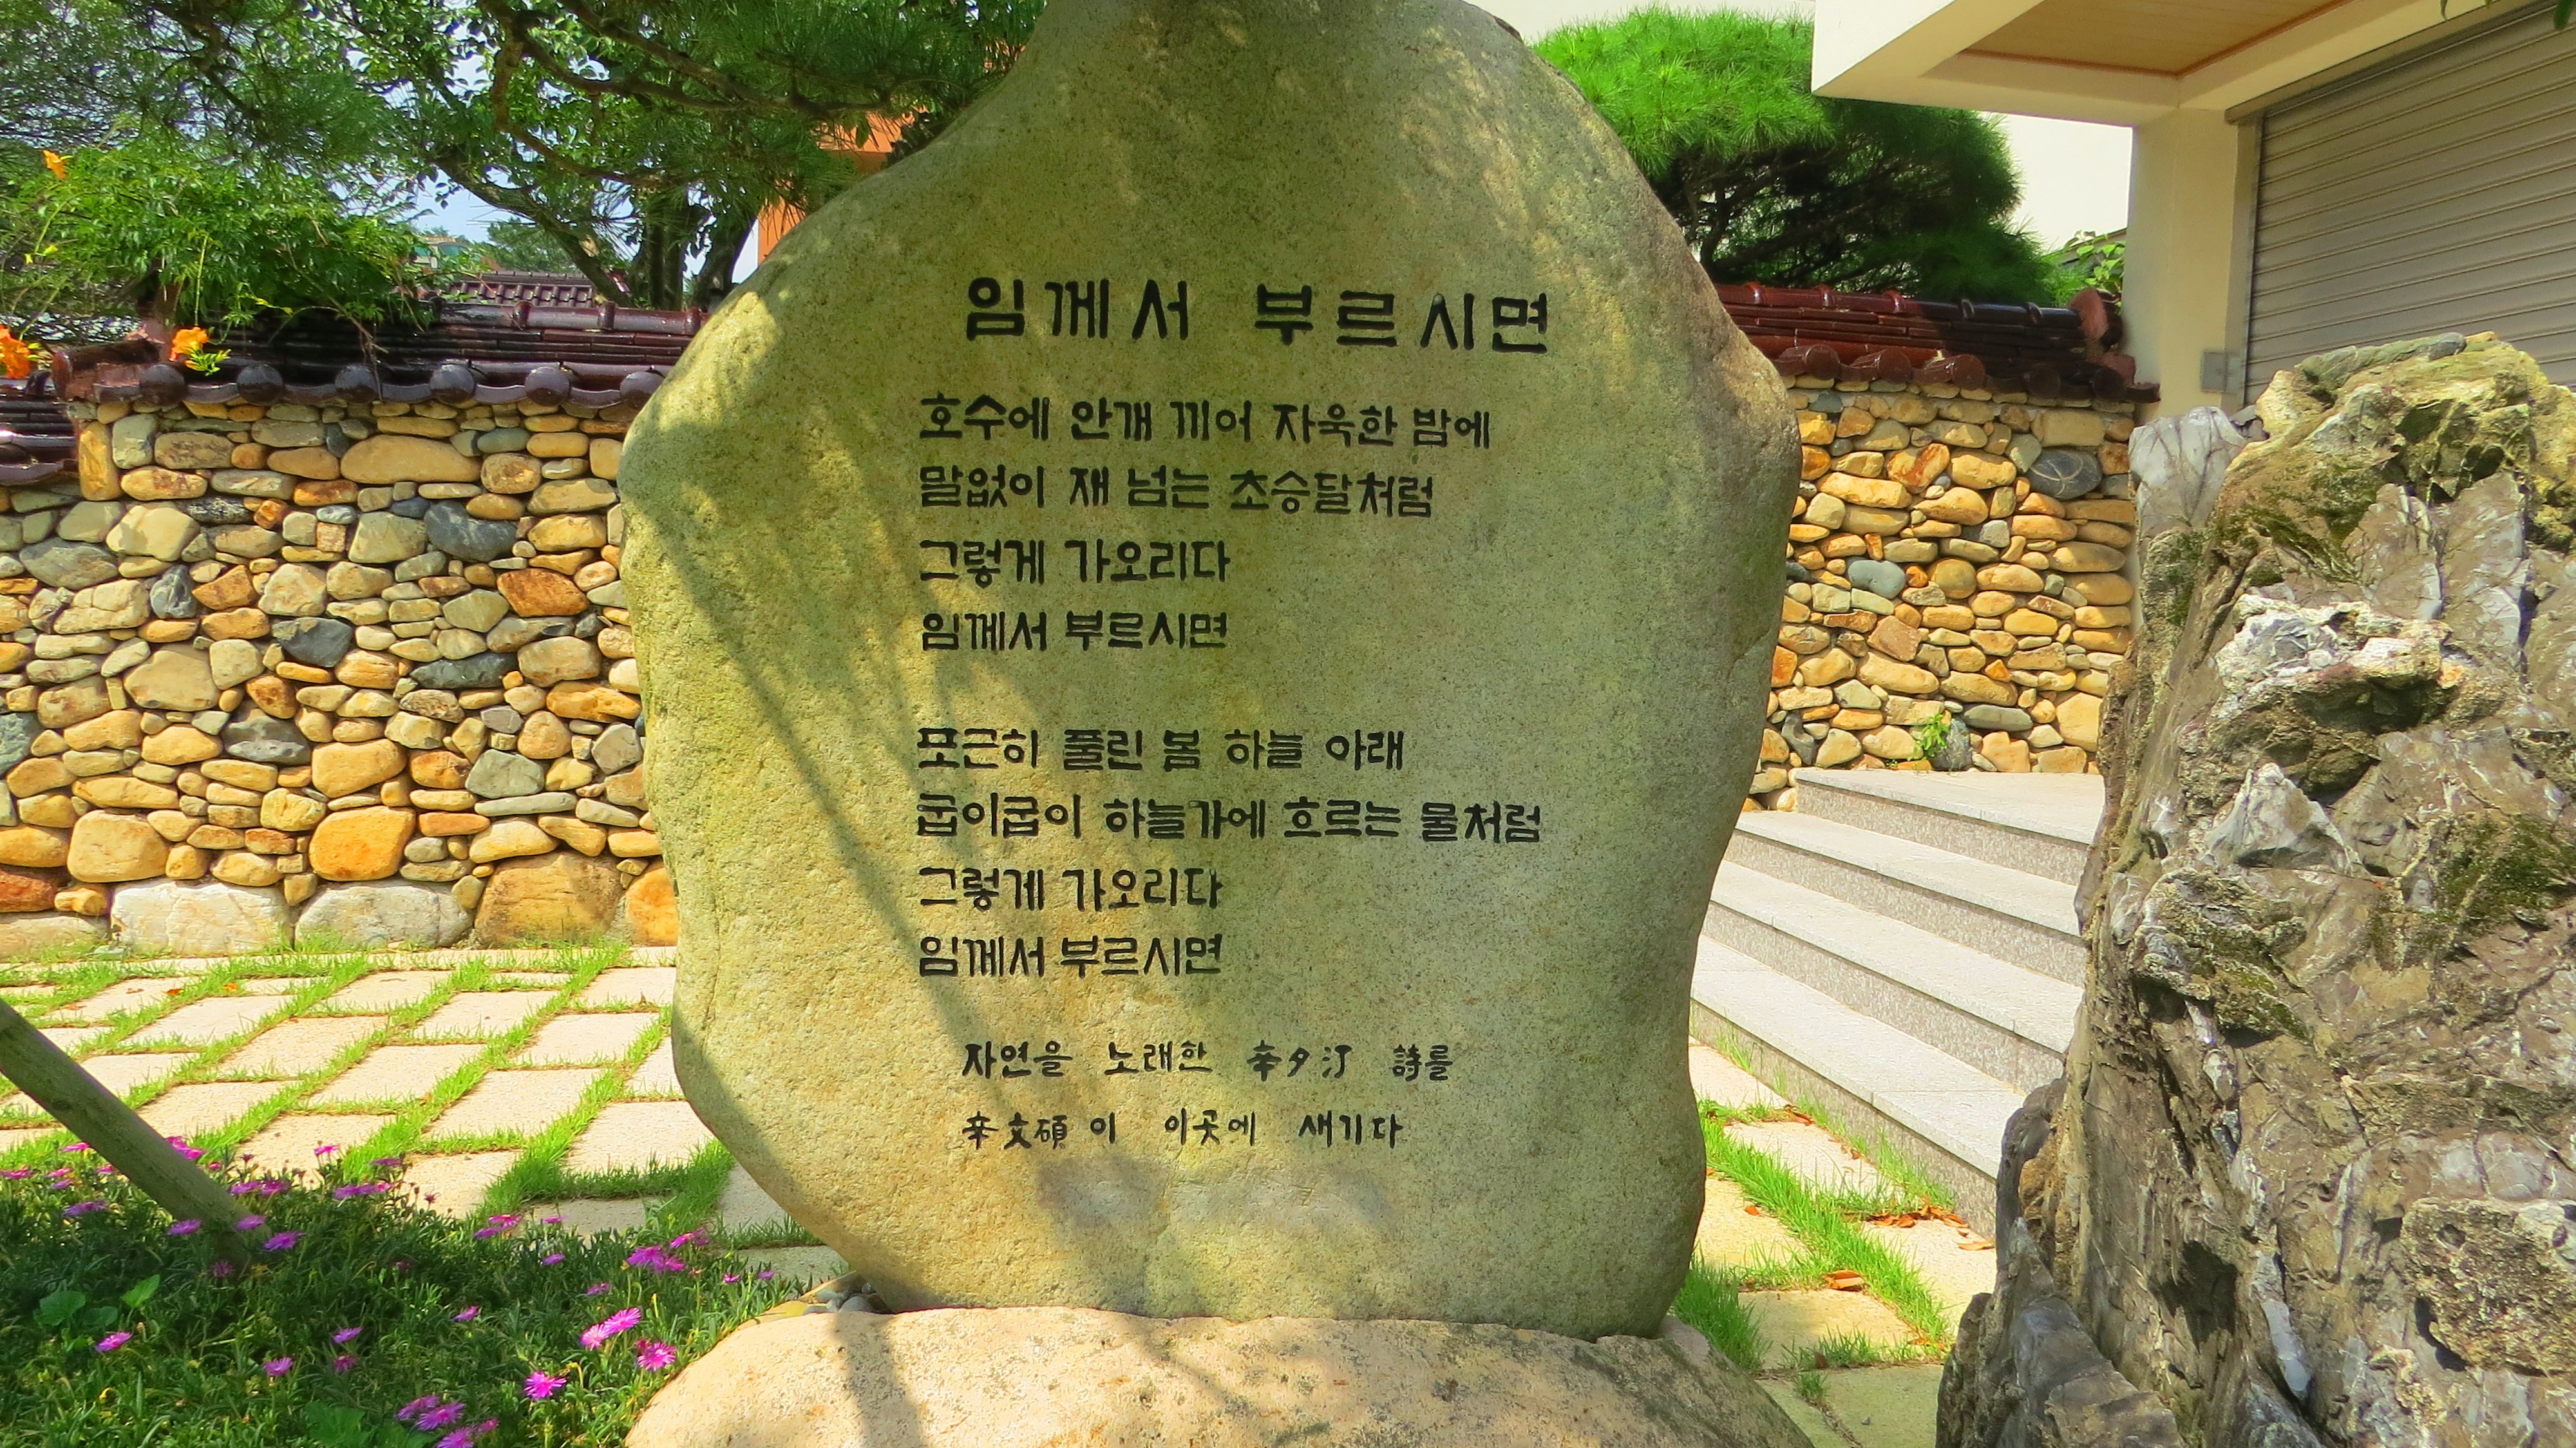 임께서 부르시면
호수에 안개 끼어 자욱한 밤에
말없이 재 넘는 초승달처럼
그렇게 가오리다
임께서 부르시면
포근히 풀린 봄 하늘 아래
굽이굽이 하늘가에 흐르는 물처럼
그렇게 가오리다
임께서 부르시면
자연을 노래한 辛夕汀 詩를
辛文碩이 이곳에 새기다